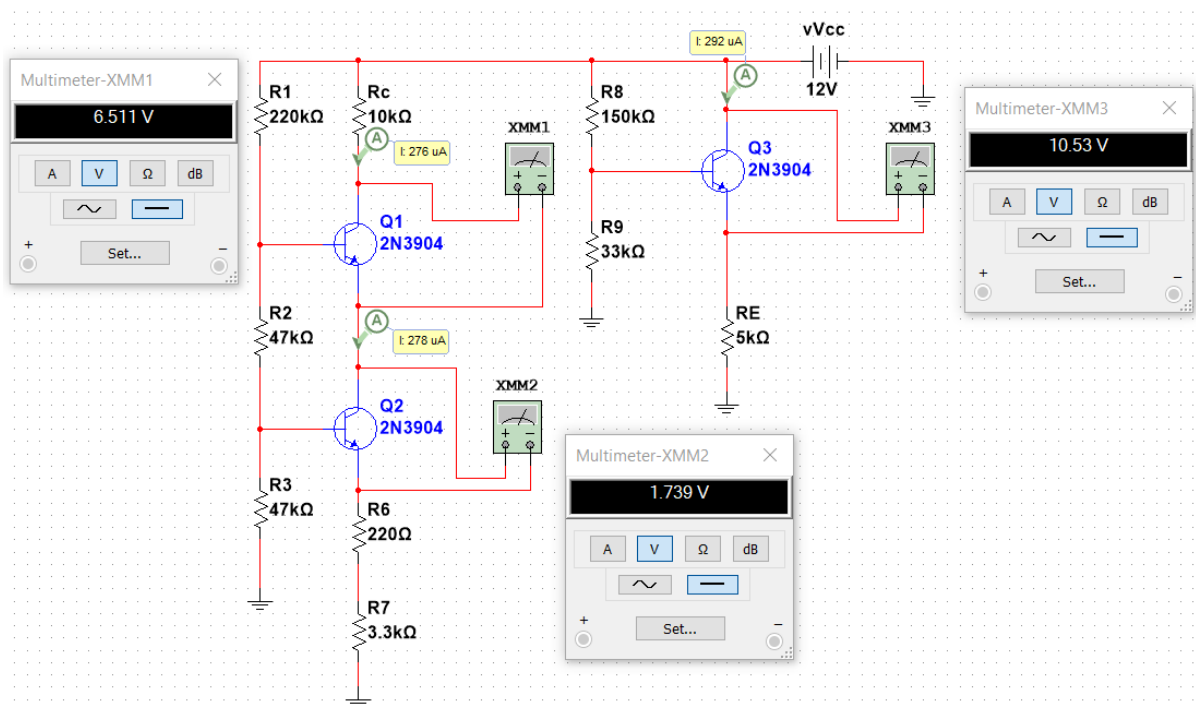 vVcc
12V
I: 292 uA
A
Multimeter-XMM1
6.511 V
A
V
Ω
dB
+
Set...
–
R1
220kΩ
Rc
10kΩ
A
I: 276 uA
XMM1
+ –
Q1
2N3904
R8
150kΩ
R9
33kΩ
Q3
2N3904
XMM3
+ –
RE
5kΩ
Multimeter-XMM3
10.53 V
A
V
Ω
dB
+
Set...
–
R2
47kΩ
A
I: 278 uA
XMM2
+ –
Q2
2N3904
R3
47kΩ
R6
220Ω
R7
3.3kΩ
Multimeter-XMM2
1.739 V
A
V
Ω
dB
+
Set...
–